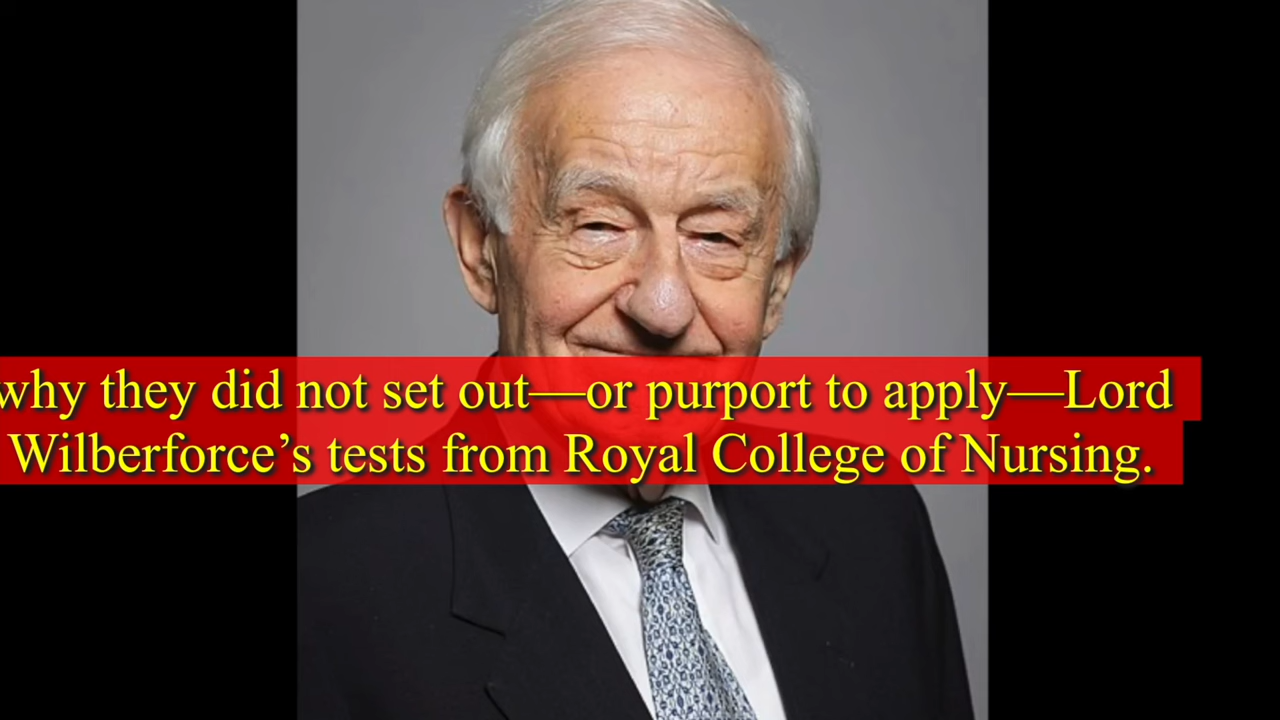 why they did not set out—or purport to apply—Lord
Wilberforce’s tests from Royal College of Nursing.